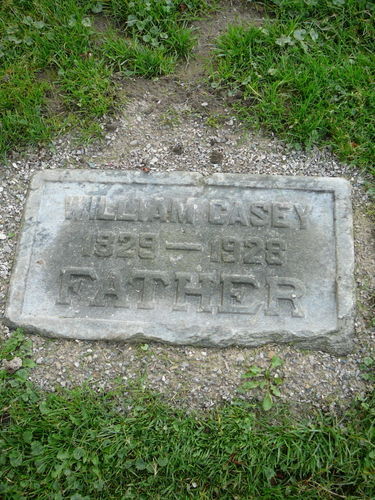 WILLIAM CASEY
1829 — 1928
FATHER